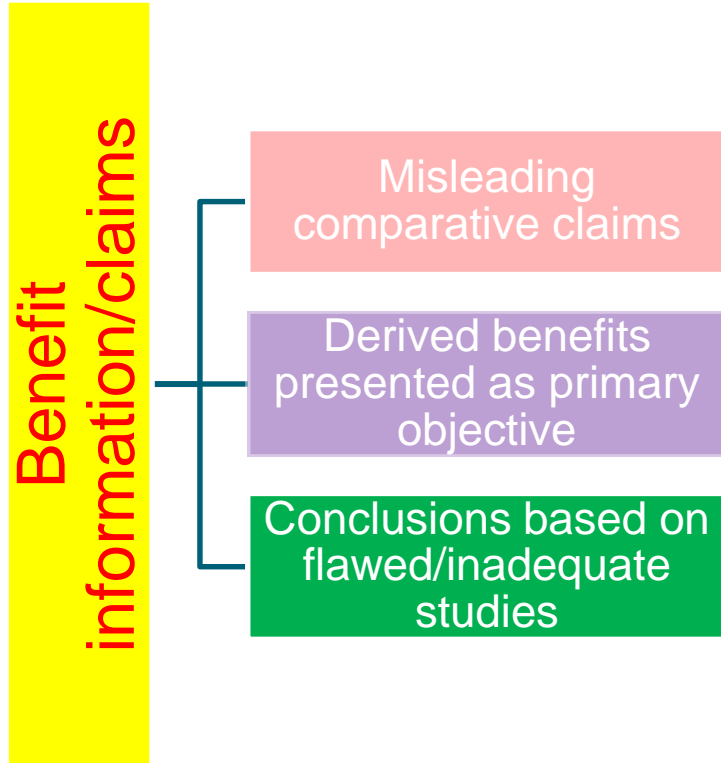 Benefit
information/claims
Misleading
comparative claims
Derived benefits
presented as primary
objective
Conclusions based on
flawed/inadequate
studies